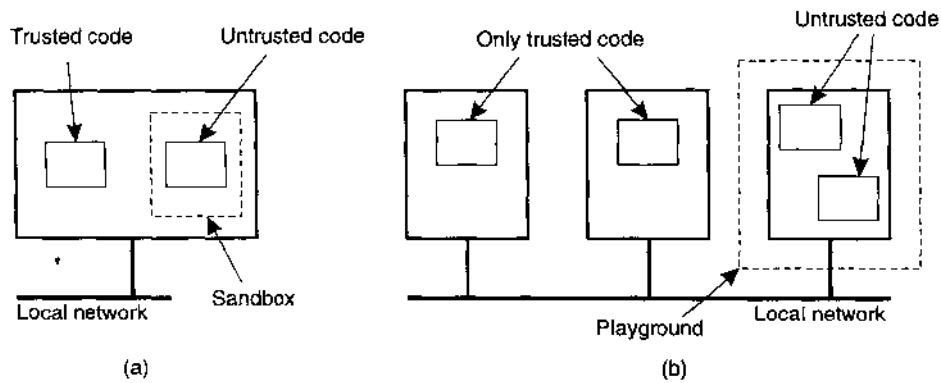 Trusted code
Untrusted code
Sandbox
Local network
(a)
Only trusted code
Untrusted code
Playground
Local network
(b)